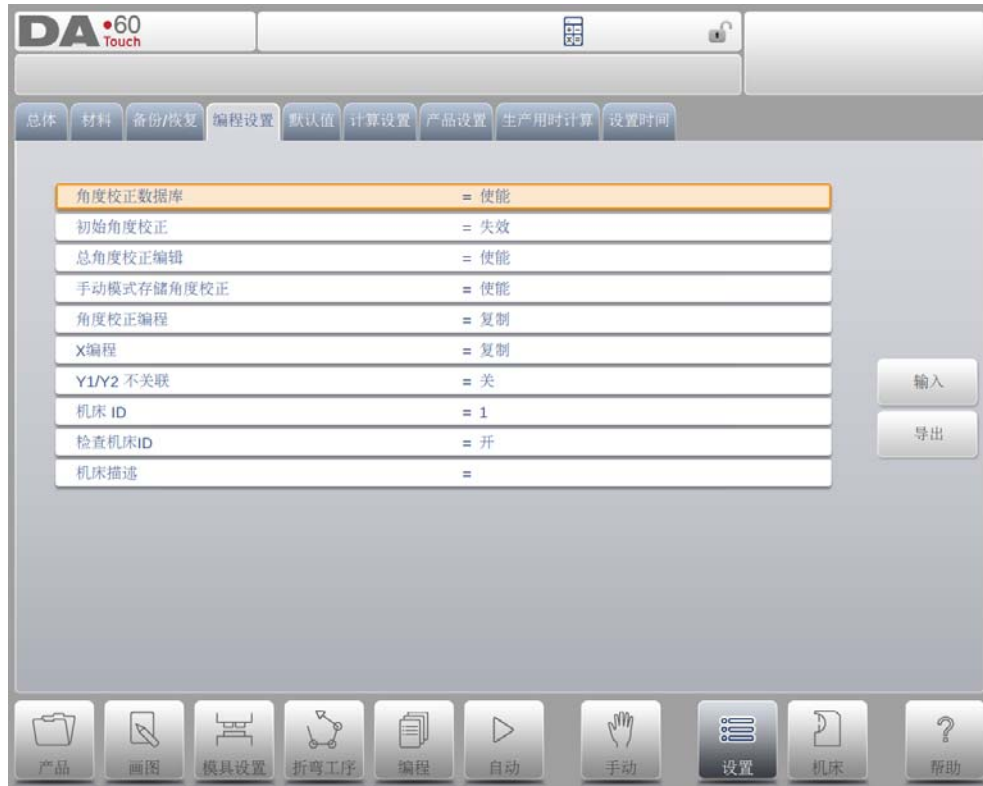 DA•60
Touch
总体 材料 备份/恢复 编程设置 默认值 计算设置 产品设置 生产用时计算 设置时间
角度校正数据库 = 使能
初始角度校正 = 失效
总角度校正编辑 = 使能
手动模式存储角度校正 = 使能
角度校正编程 = 复制
X编程 = 复制
Y1/Y2 不关联 = 关
机床 ID = 1
检查机床ID = 开
机床描述 =
输入
导出
产品 画图 模具设置 折弯工序 编程 自动 手动 设置 机床 帮助